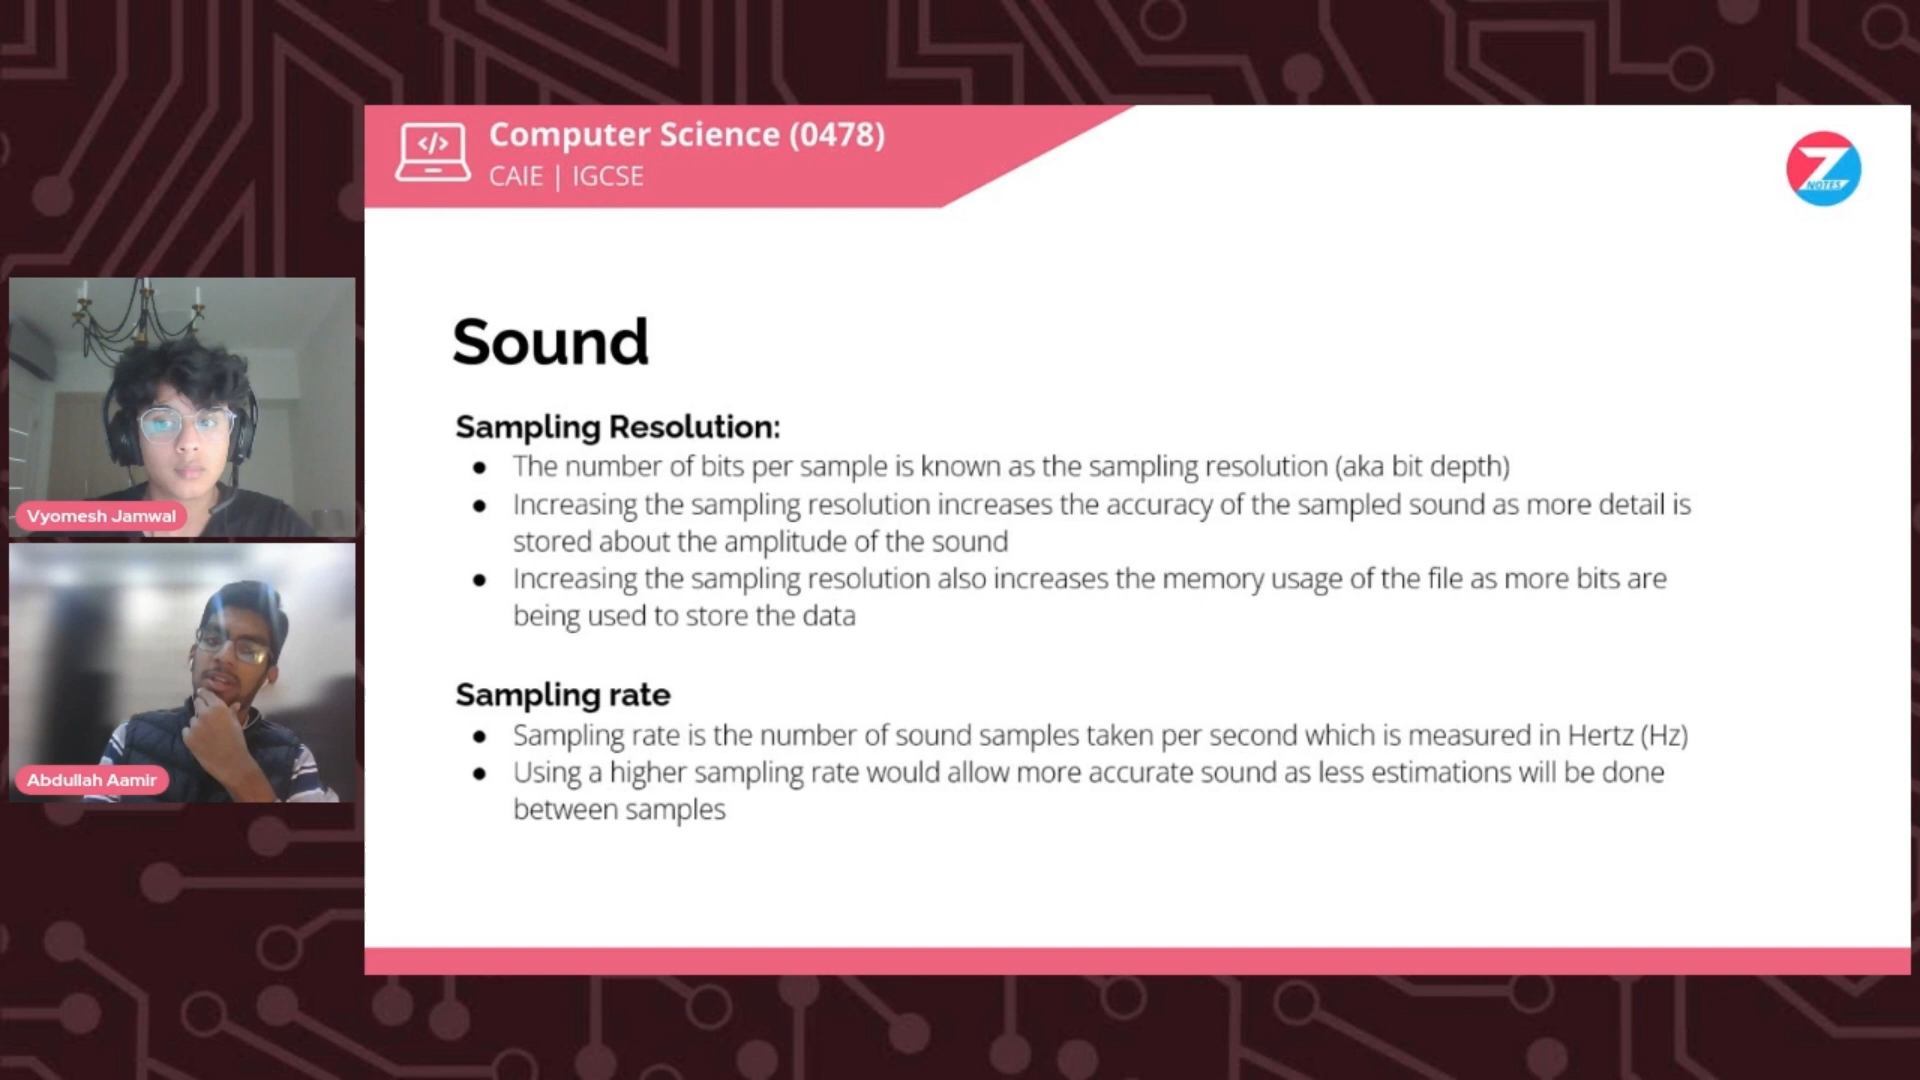 Computer Science (0478)
CAIE | IGCSE
</>
Z
NOTES
Sound
Sampling Resolution:
● The number of bits per sample is known as the sampling resolution (aka bit depth)
● Increasing the sampling resolution increases the accuracy of the sampled sound as more detail is
stored about the amplitude of the sound
● Increasing the sampling resolution also increases the memory usage of the file as more bits are
being used to store the data
Sampling rate
● Sampling rate is the number of sound samples taken per second which is measured in Hertz (Hz)
● Using a higher sampling rate would allow more accurate sound as less estimations will be done
between samples
Vyomesh Jamwal
Abdullah Aamir